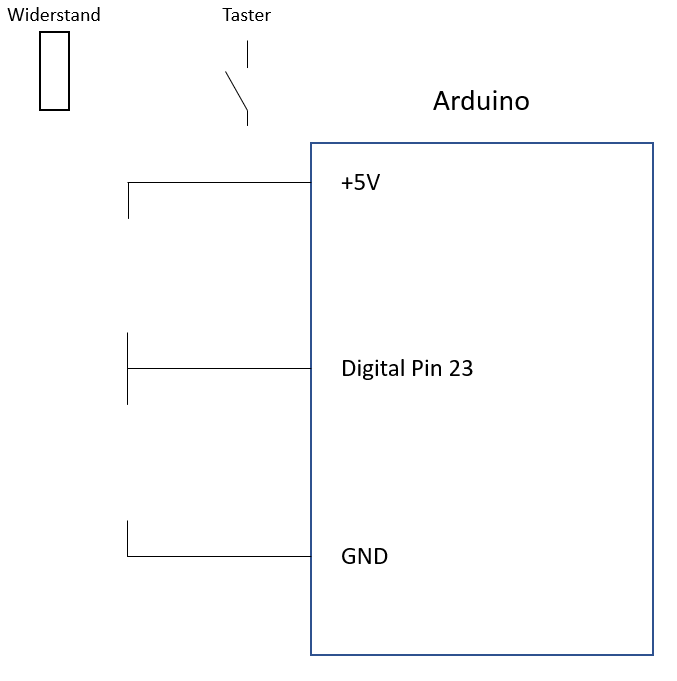 Widerstand
Taster
Arduino
+5V
Digital Pin 23
GND